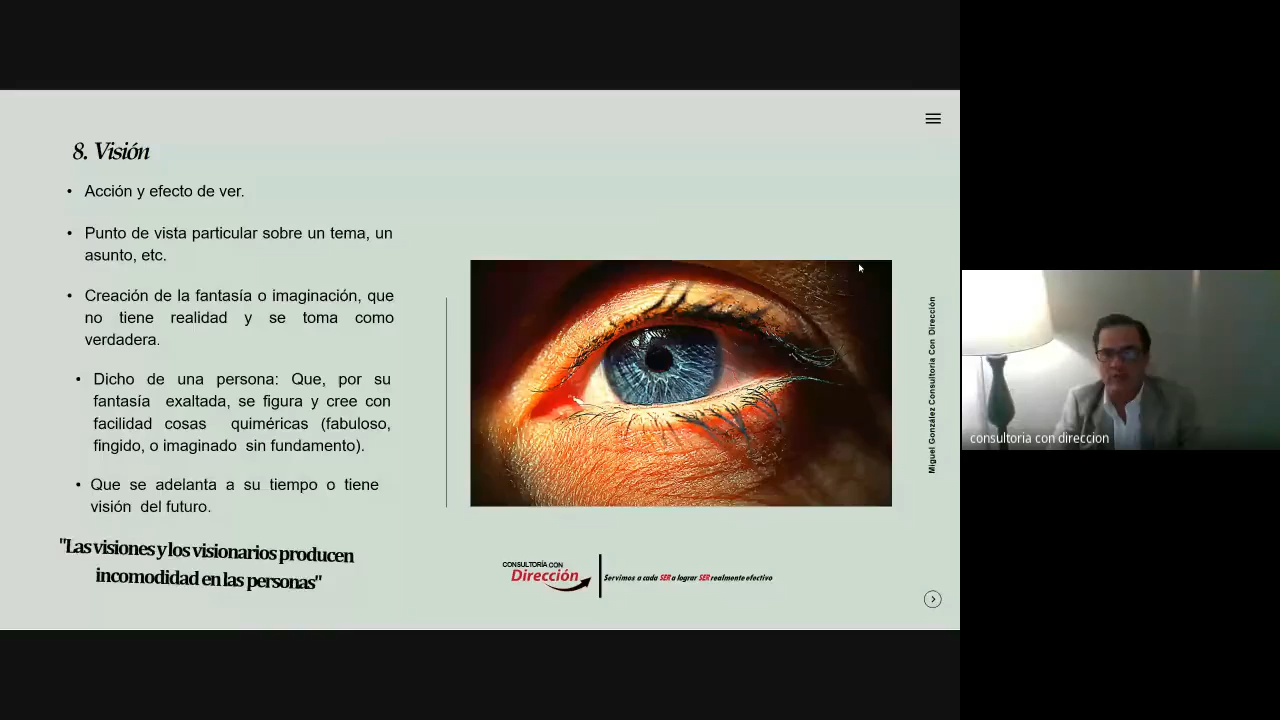 8. Visión
• Acción y efecto de ver.
• Punto de vista particular sobre un tema, un
asunto, etc.
• Creación de la fantasía o imaginación, que
no tiene realidad y se toma como
verdadera.
• Dicho de una persona: Que, por su
fantasía exaltada, se figura y cree con
facilidad cosas quiméricas (fabuloso,
fingido, o imaginado sin fundamento).
• Que se adelanta a su tiempo o tiene
visión del futuro.
"Las visiones y los visionarios producen
incomodidad en las personas"
CONSULTORÍA CON
Dirección
Servimos a cada SER a lograr SER realmente efectivo
Miguel González Consultoría Con Dirección
consultoria con direccion